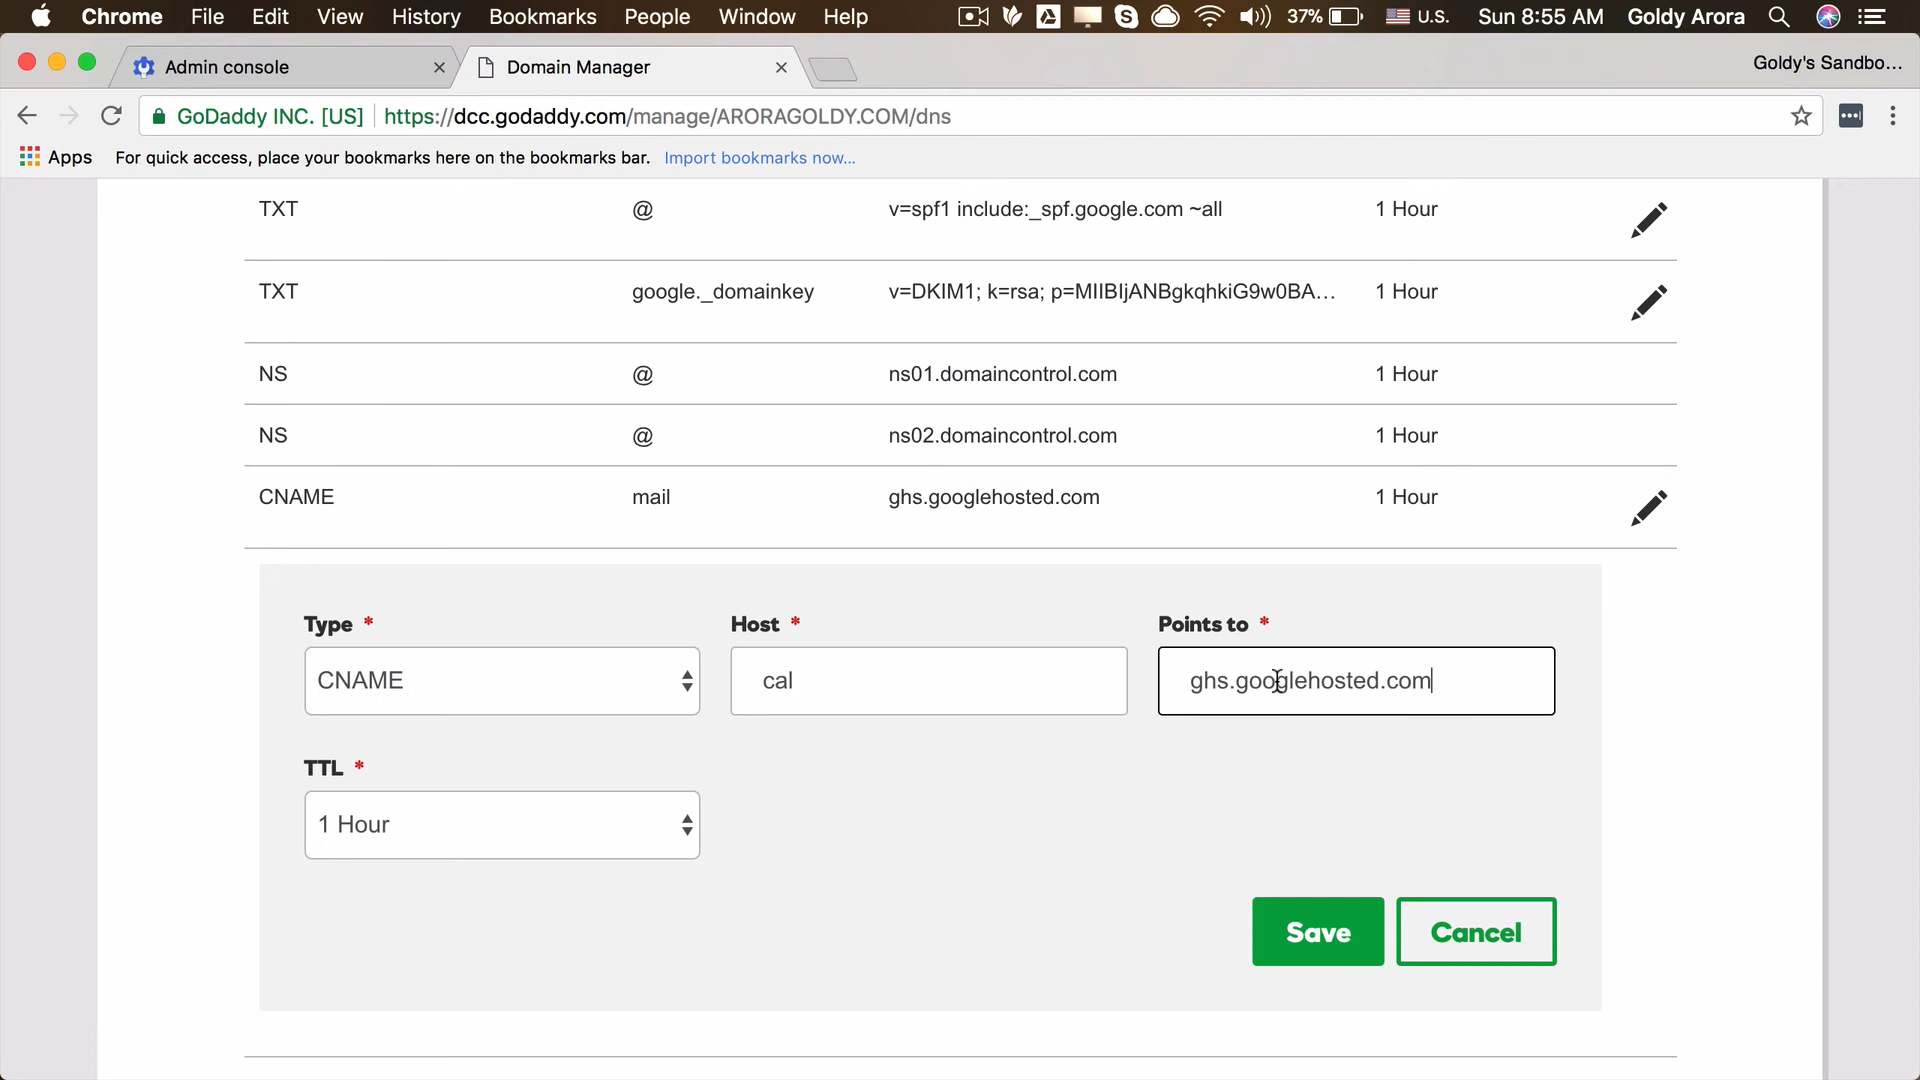 Chrome File Edit View History Bookmarks People Window Help 37% U.S. Sun 8:55 AM Goldy Arora
Admin console Domain Manager Goldy's Sandbo...
GoDaddy INC. [US] https://dcc.godaddy.com/manage/ARORAGOLDY.COM/dns
Apps For quick access, place your bookmarks here on the bookmarks bar. Import bookmarks now...
TXT @ v=spf1 include:_spf.google.com ~all 1 Hour
TXT google._domainkey v=DKIM1; k=rsa; p=MIIBIjANBgkqhkiG9w0BA... 1 Hour
NS @ ns01.domaincontrol.com 1 Hour
NS @ ns02.domaincontrol.com 1 Hour
CNAME mail ghs.googlehosted.com 1 Hour
Type * Host * Points to *
CNAME cal ghs.googlehosted.com
TTL *
1 Hour
Save Cancel